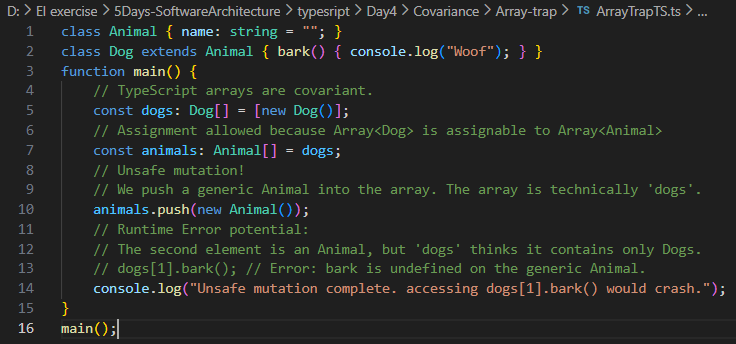 D: > EI exercise > 5Days-SoftwareArchitecture > typesript > Day4 > Covariance > Array-trap > TS ArrayTrapTS.ts > ...
1 class Animal { name: string = ""; }
2 class Dog extends Animal { bark() { console.log("Woof"); } }
3 function main() {
4     // TypeScript arrays are covariant.
5     const dogs: Dog[] = [new Dog()];
6     // Assignment allowed because Array<Dog> is assignable to Array<Animal>
7     const animals: Animal[] = dogs;
8     // Unsafe mutation!
9     // We push a generic Animal into the array. The array is technically 'dogs'.
10     animals.push(new Animal());
11     // Runtime Error potential:
12     // The second element is an Animal, but 'dogs' thinks it contains only Dogs.
13     // dogs[1].bark(); // Error: bark is undefined on the generic Animal.
14     console.log("Unsafe mutation complete. accessing dogs[1].bark() would crash.");
15 }
16 main();